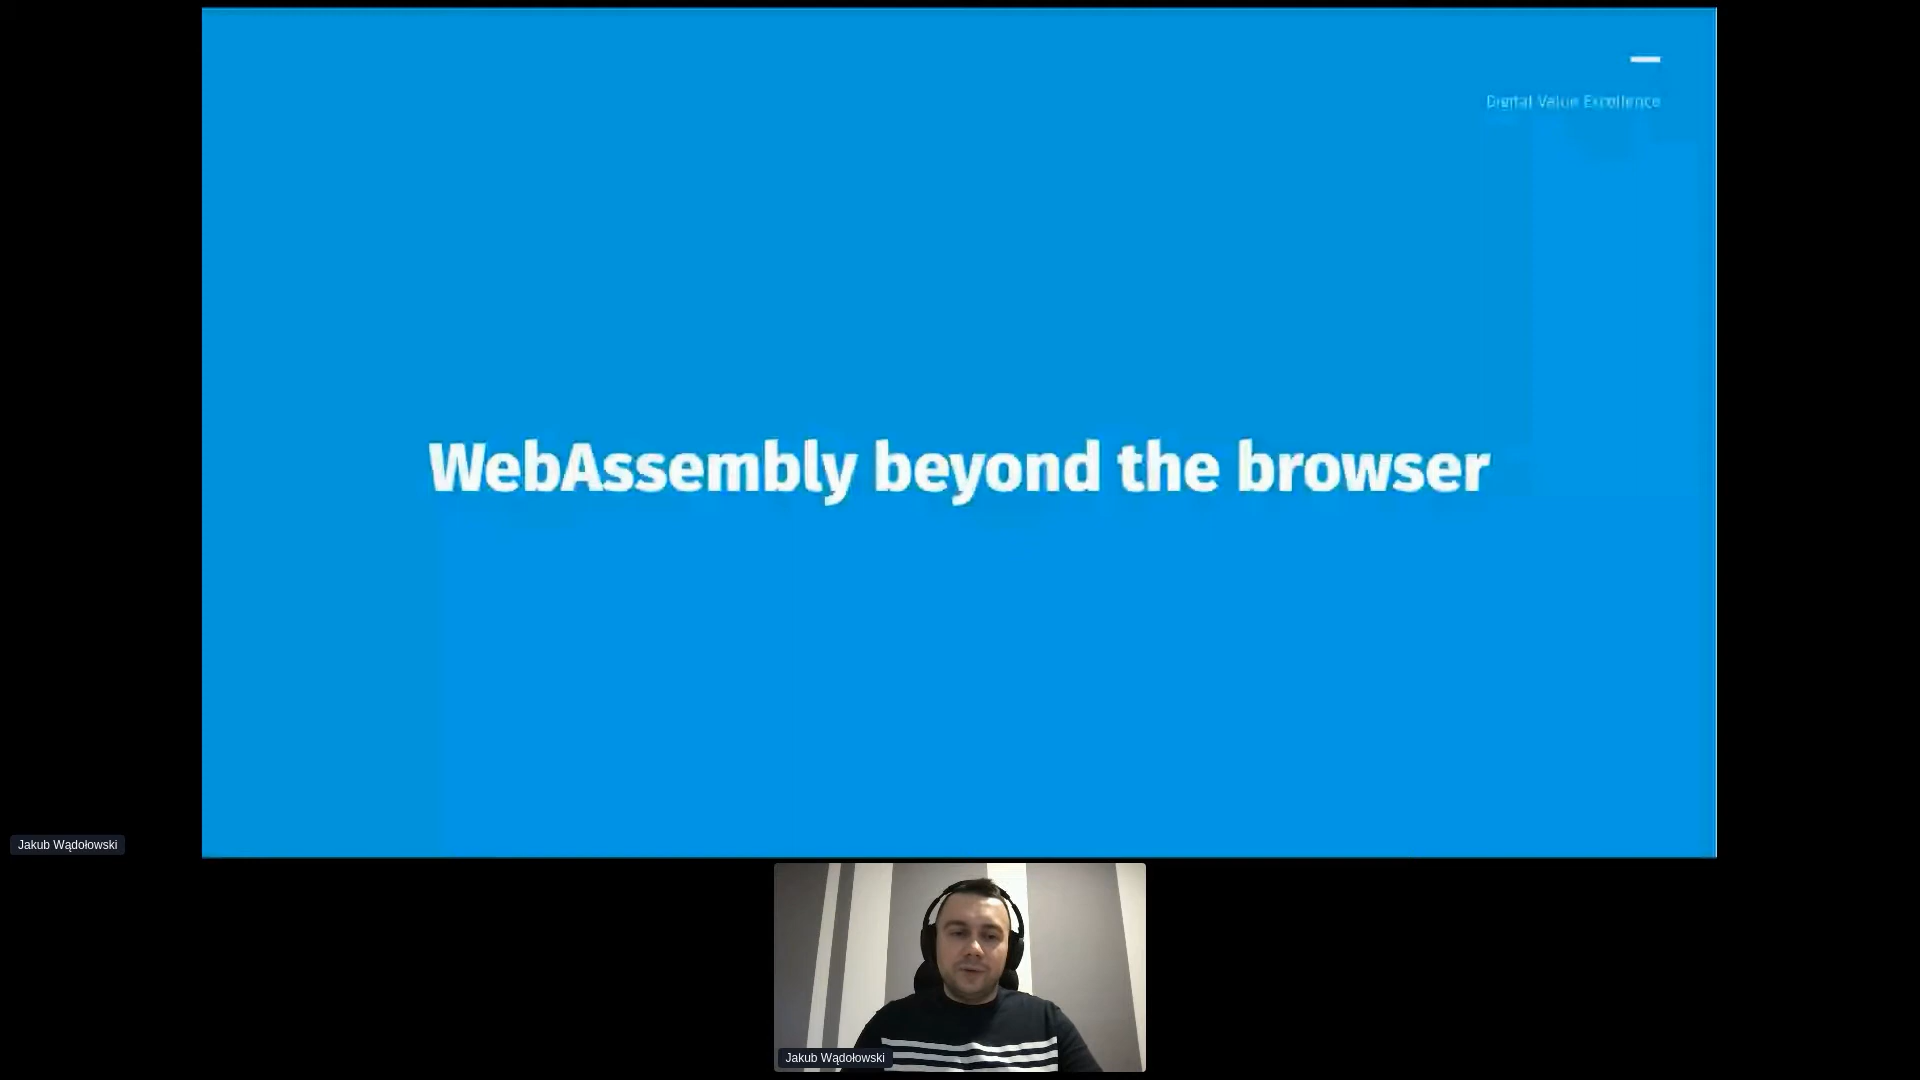 Digital Value Excellence
WebAssembly beyond the browser
Jakub Wądołowski
Jakub Wądołowski